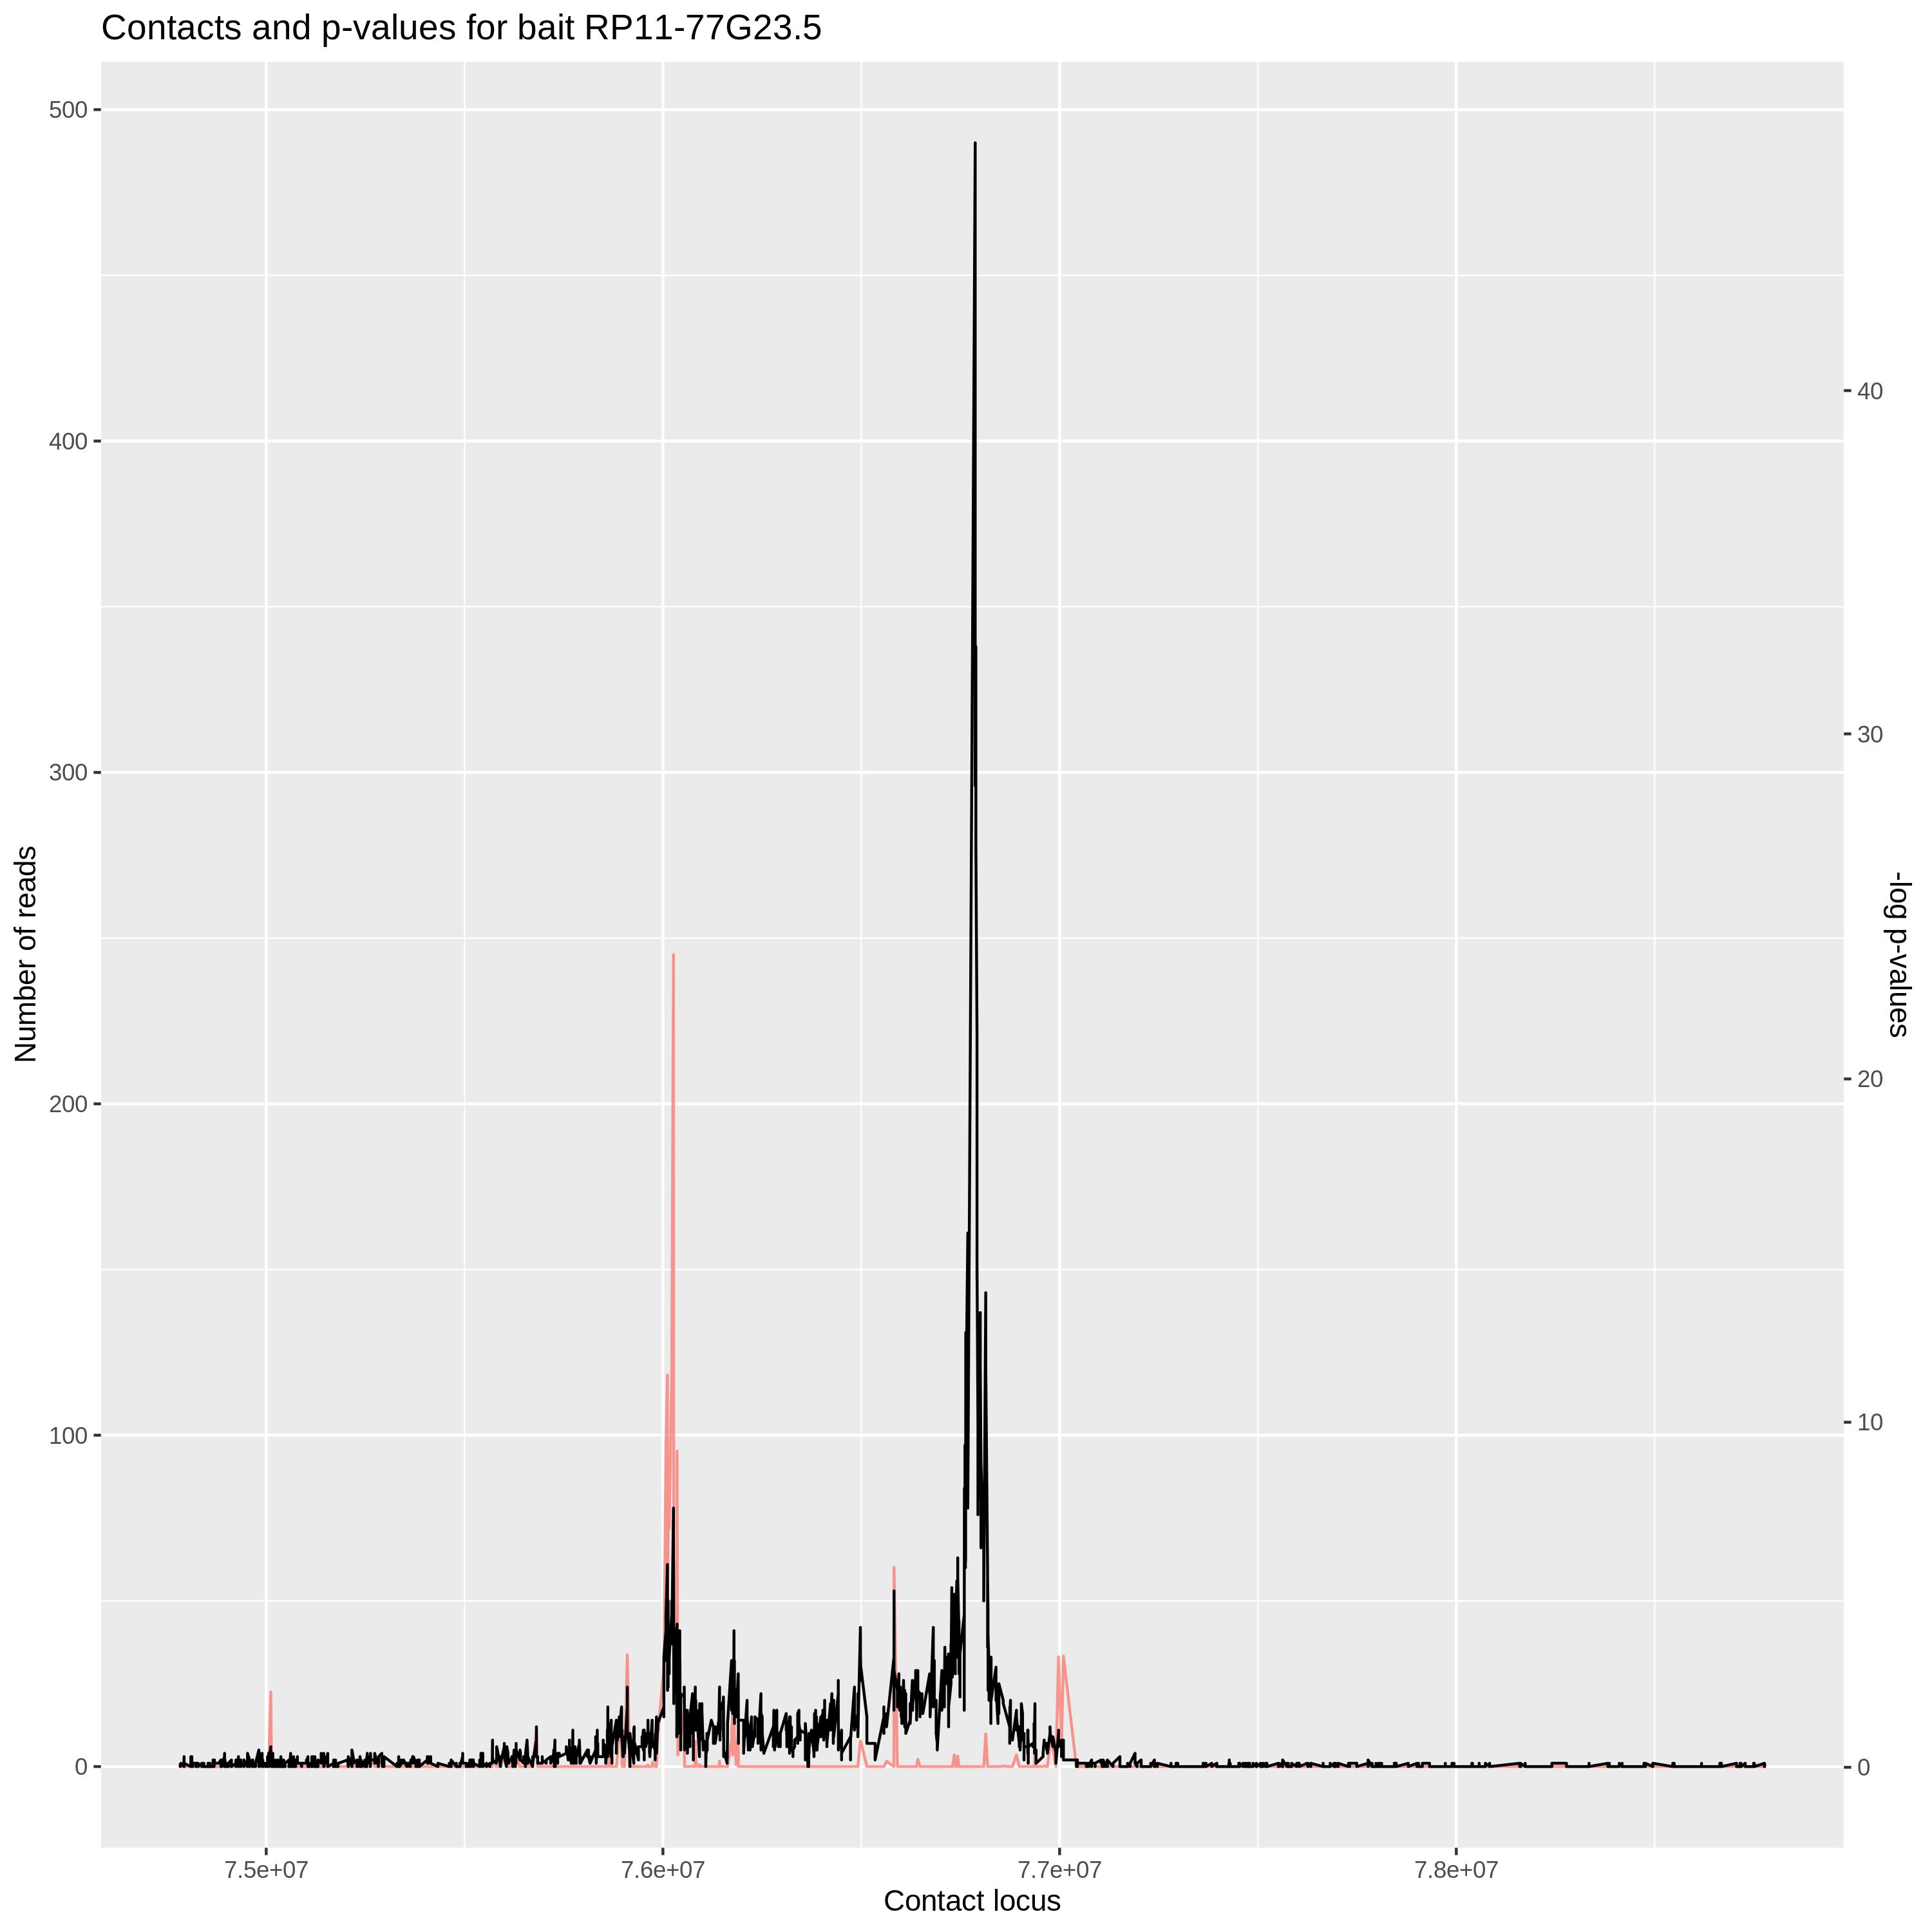 Contacts and p-values for bait RP11-77G23.5
500
400
300
200
100
0
Number of reads
40
30
20
10
0
-log p-values
7.5e+07 7.6e+07 7.7e+07 7.8e+07
Contact locus